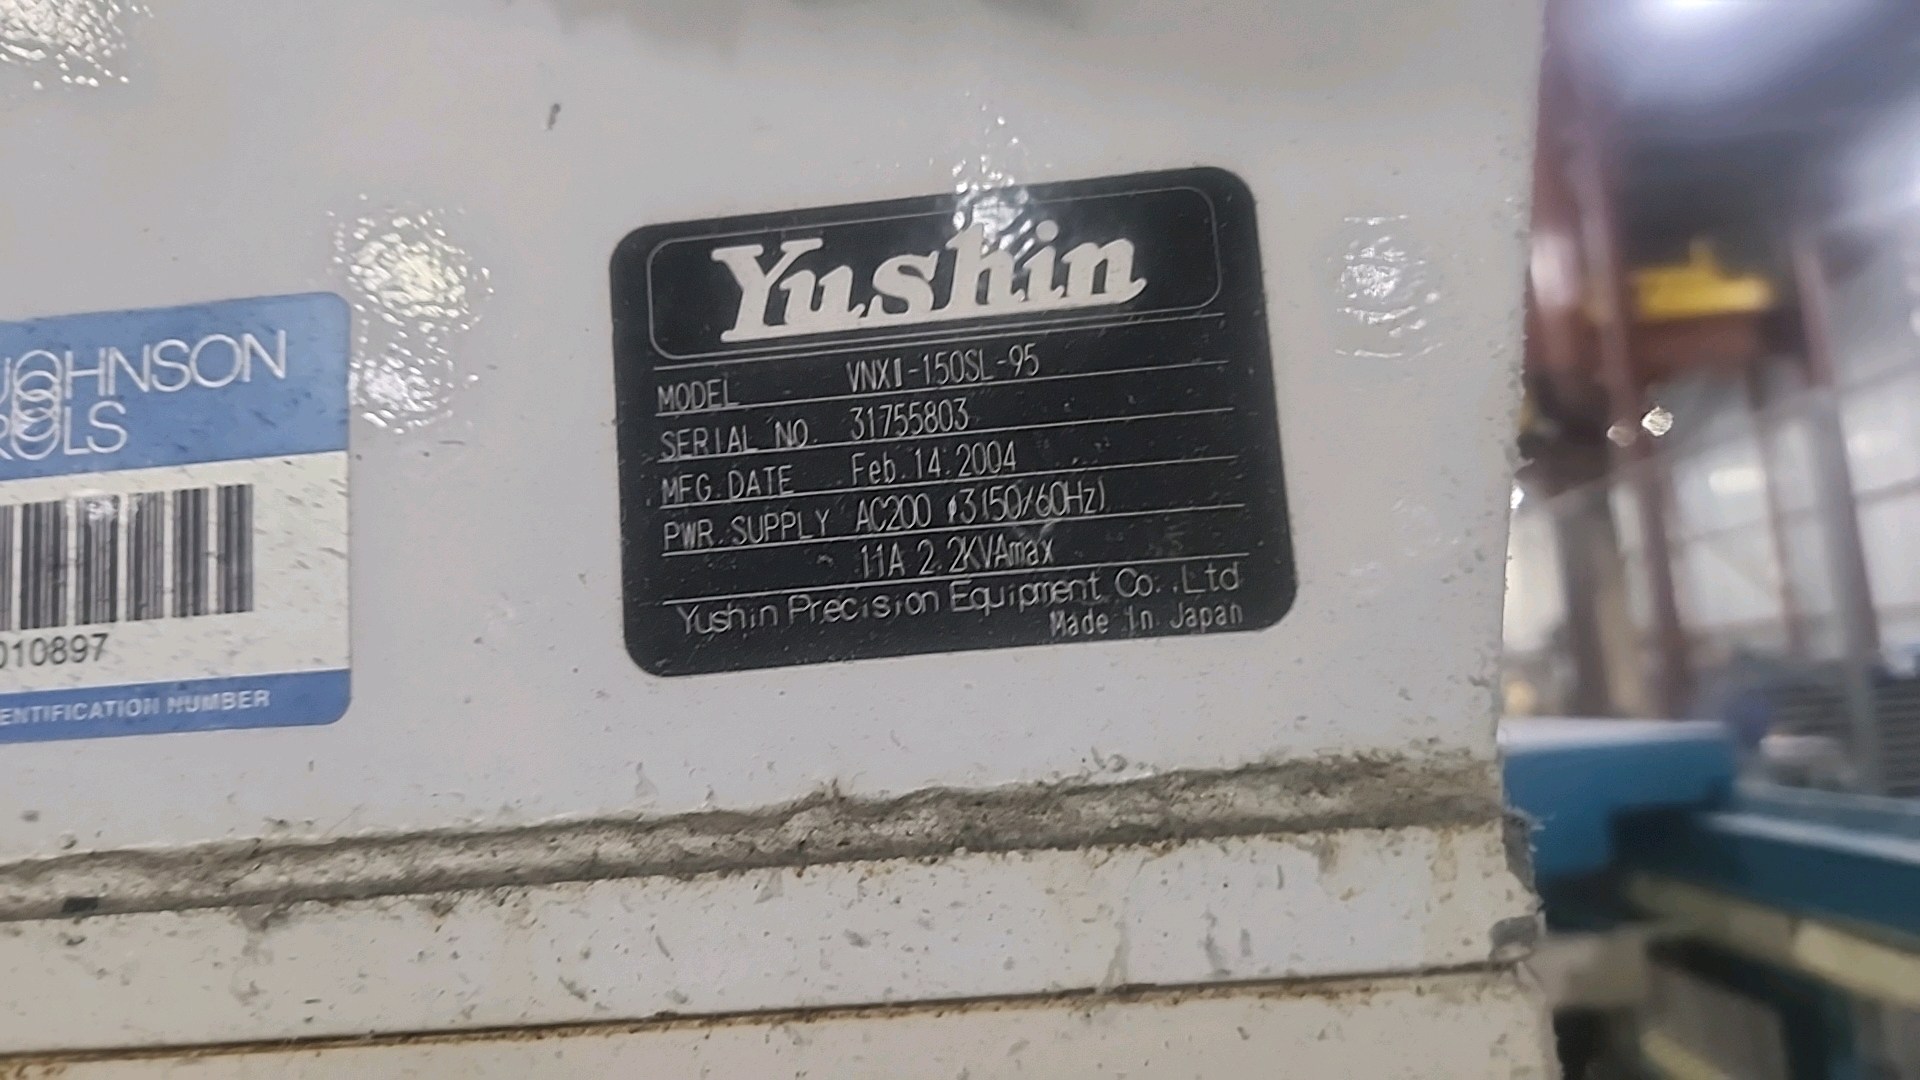 JOHNSON
ROLS
010897
ENTIFICATION NUMBER
Yushin
MODEL VNXⅡ-150SL-95
SERIAL NO. 31755803
MFG.DATE Feb.14.2004
PWR.SUPPLY AC200 φ3(50/60Hz)
11A 2.2KVAmax
Yushin Precision Equipment Co.,Ltd
Made in Japan